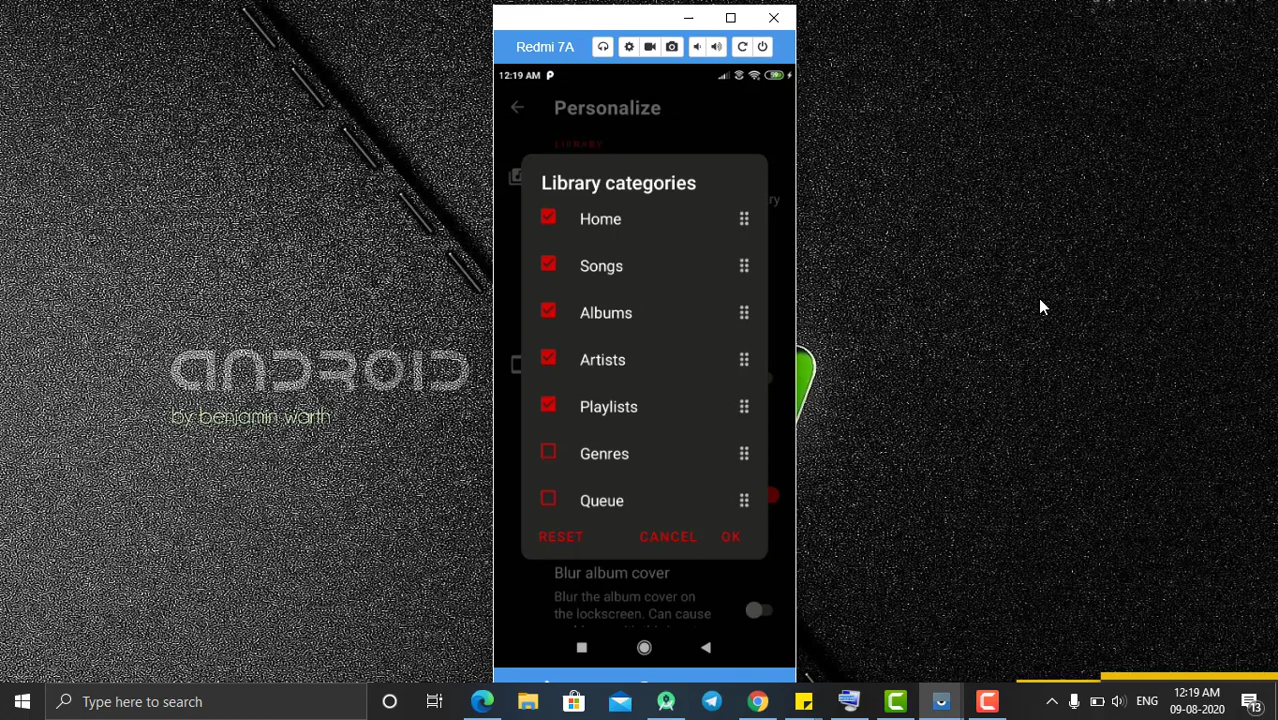 Redmi 7A
12:19 AM
Personalize
LIBRARY
Library categories
ry
Home
Songs
Albums
Artists
Playlists
Genres
Queue
RESET CANCEL OK
Blur album cover
Blur the album cover on
the lockscreen. Can cause
ANDROID
by benjamin warth
Type here to search
ENG
12:19 AM
09-08-2020
13